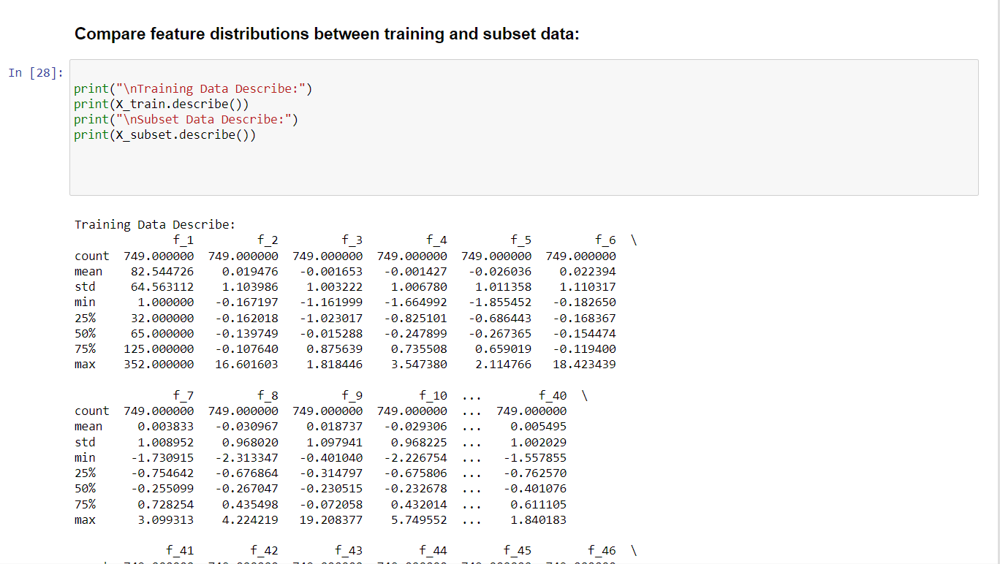 Compare feature distributions between training and subset data:
In [28]:
print("\nTraining Data Describe:")
print(X_train.describe())
print("\nSubset Data Describe:")
print(X_subset.describe())
Training Data Describe:
f_1 f_2 f_3 f_4 f_5 f_6 \
count 749.000000 749.000000 749.000000 749.000000 749.000000 749.000000
mean 82.544726 0.019476 -0.001653 -0.001427 -0.026036 0.022394
std 64.563112 1.103986 1.003222 1.006780 1.011358 1.110317
min 1.000000 -0.167197 -1.161999 -1.664992 -1.855452 -0.182650
25% 32.000000 -0.162018 -1.023017 -0.825101 -0.686443 -0.168367
50% 65.000000 -0.139749 -0.015288 -0.247899 -0.267365 -0.154474
75% 125.000000 -0.107640 0.875639 0.735508 0.659019 -0.119400
max 352.000000 16.601603 1.818446 3.547380 2.114766 18.423439
f_7 f_8 f_9 f_10 ... f_40 \
count 749.000000 749.000000 749.000000 749.000000 ... 749.000000
mean 0.003833 -0.030967 0.018737 -0.029306 ... 0.005495
std 1.008952 0.968020 1.097941 0.968225 ... 1.002029
min -1.730915 -2.313347 -0.401040 -2.226754 ... -1.557855
25% -0.754642 -0.676864 -0.314797 -0.675806 ... -0.762570
50% -0.255099 -0.267047 -0.230515 -0.232678 ... -0.401076
75% 0.728254 0.435498 -0.072058 0.432014 ... 0.611105
max 3.099313 4.224219 19.208377 5.749552 ... 1.840183
f_41 f_42 f_43 f_44 f_45 f_46 \